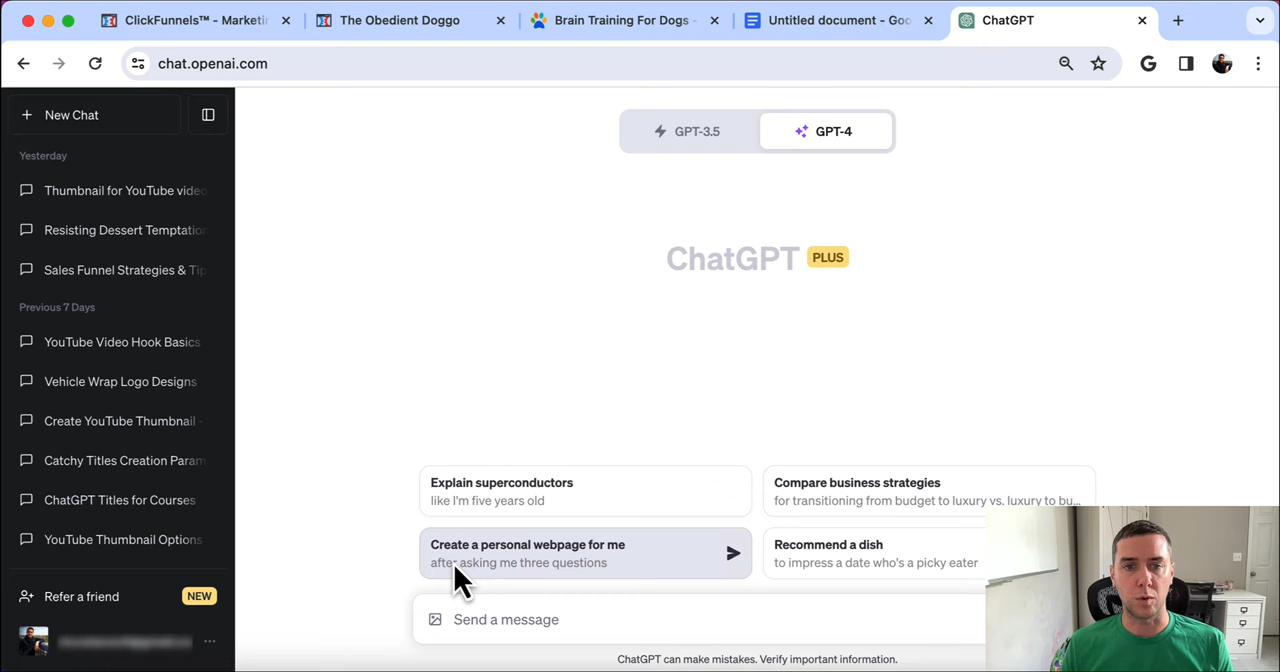 ClickFunnels™ - Marketi
The Obedient Doggo
Brain Training For Dogs -
Untitled document - Goo
ChatGPT
chat.openai.com
New Chat
Yesterday
Thumbnail for YouTube video
Resisting Dessert Temptation
Sales Funnel Strategies & Tip
Previous 7 Days
YouTube Video Hook Basics
Vehicle Wrap Logo Designs
Create YouTube Thumbnail -
Catchy Titles Creation Param
ChatGPT Titles for Courses
YouTube Thumbnail Options
Refer a friend
NEW
GPT-3.5
GPT-4
ChatGPT PLUS
Explain superconductors
like I'm five years old
Compare business strategies
for transitioning from budget to luxury vs. luxury to bu...
Create a personal webpage for me
after asking me three questions
Recommend a dish
to impress a date who's a picky eater
Send a message
ChatGPT can make mistakes. Verify important information.